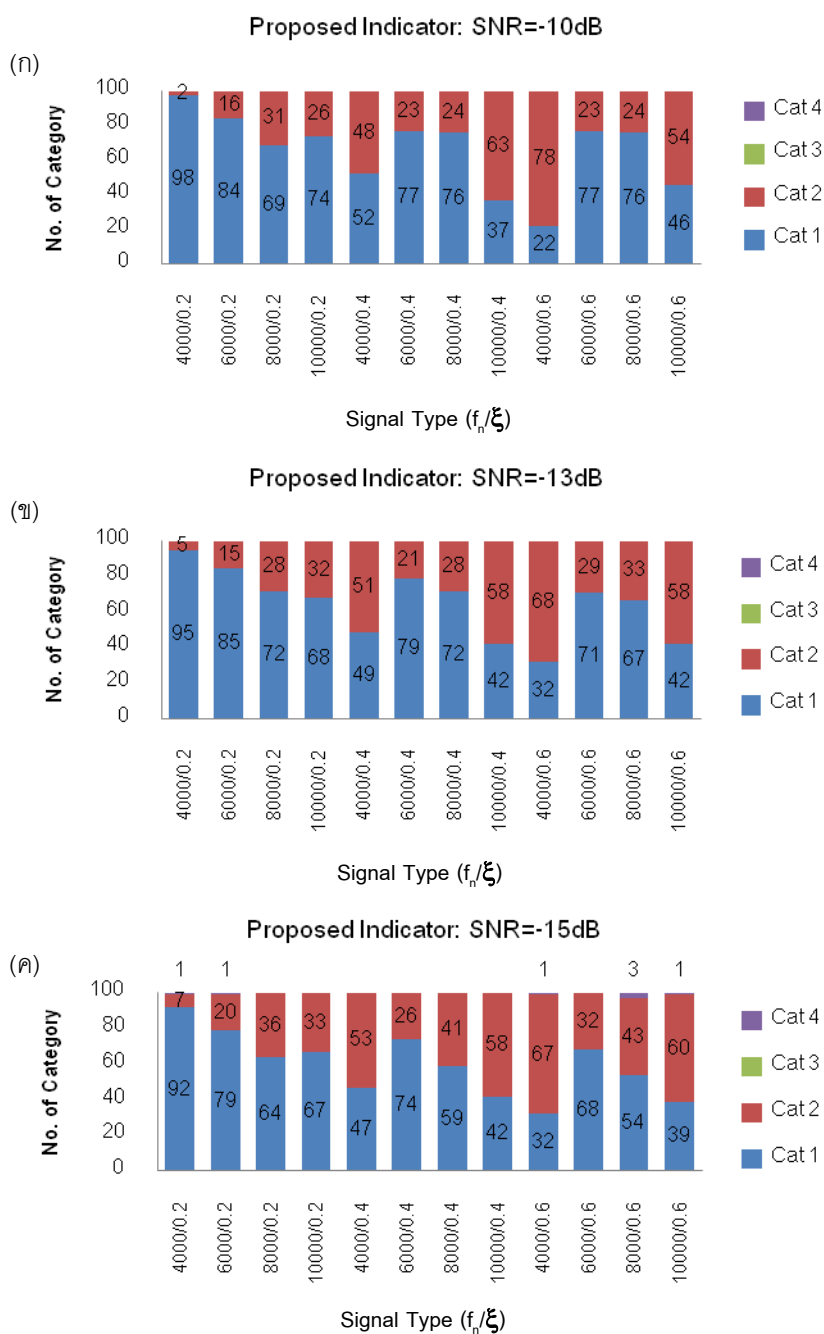 Proposed Indicator: SNR=-10dB
(ก)
No. of Category
100
80
60
40
20
0
2 16 31 26 48 23 24 63 78 23 24 54
98 84 69 74 52 77 76 37 22 77 76 46
4000/0.2 6000/0.2 8000/0.2 10000/0.2 4000/0.4 6000/0.4 8000/0.4 10000/0.4 4000/0.6 6000/0.6 8000/0.6 10000/0.6
Signal Type (fn/ξ)
Cat 4
Cat 3
Cat 2
Cat 1
Proposed Indicator: SNR=-13dB
(ข)
No. of Category
100
80
60
40
20
0
5 15 28 32 51 21 28 58 68 29 33 58
95 85 72 68 49 79 72 42 32 71 67 42
4000/0.2 6000/0.2 8000/0.2 10000/0.2 4000/0.4 6000/0.4 8000/0.4 10000/0.4 4000/0.6 6000/0.6 8000/0.6 10000/0.6
Signal Type (fn/ξ)
Cat 4
Cat 3
Cat 2
Cat 1
Proposed Indicator: SNR=-15dB
(ค)
No. of Category
100
80
60
40
20
0
1 1 1 3 1
7 20 36 33 53 26 41 58 67 32 43 60
92 79 64 67 47 74 59 42 32 68 54 39
4000/0.2 6000/0.2 8000/0.2 10000/0.2 4000/0.4 6000/0.4 8000/0.4 10000/0.4 4000/0.6 6000/0.6 8000/0.6 10000/0.6
Signal Type (fn/ξ)
Cat 4
Cat 3
Cat 2
Cat 1